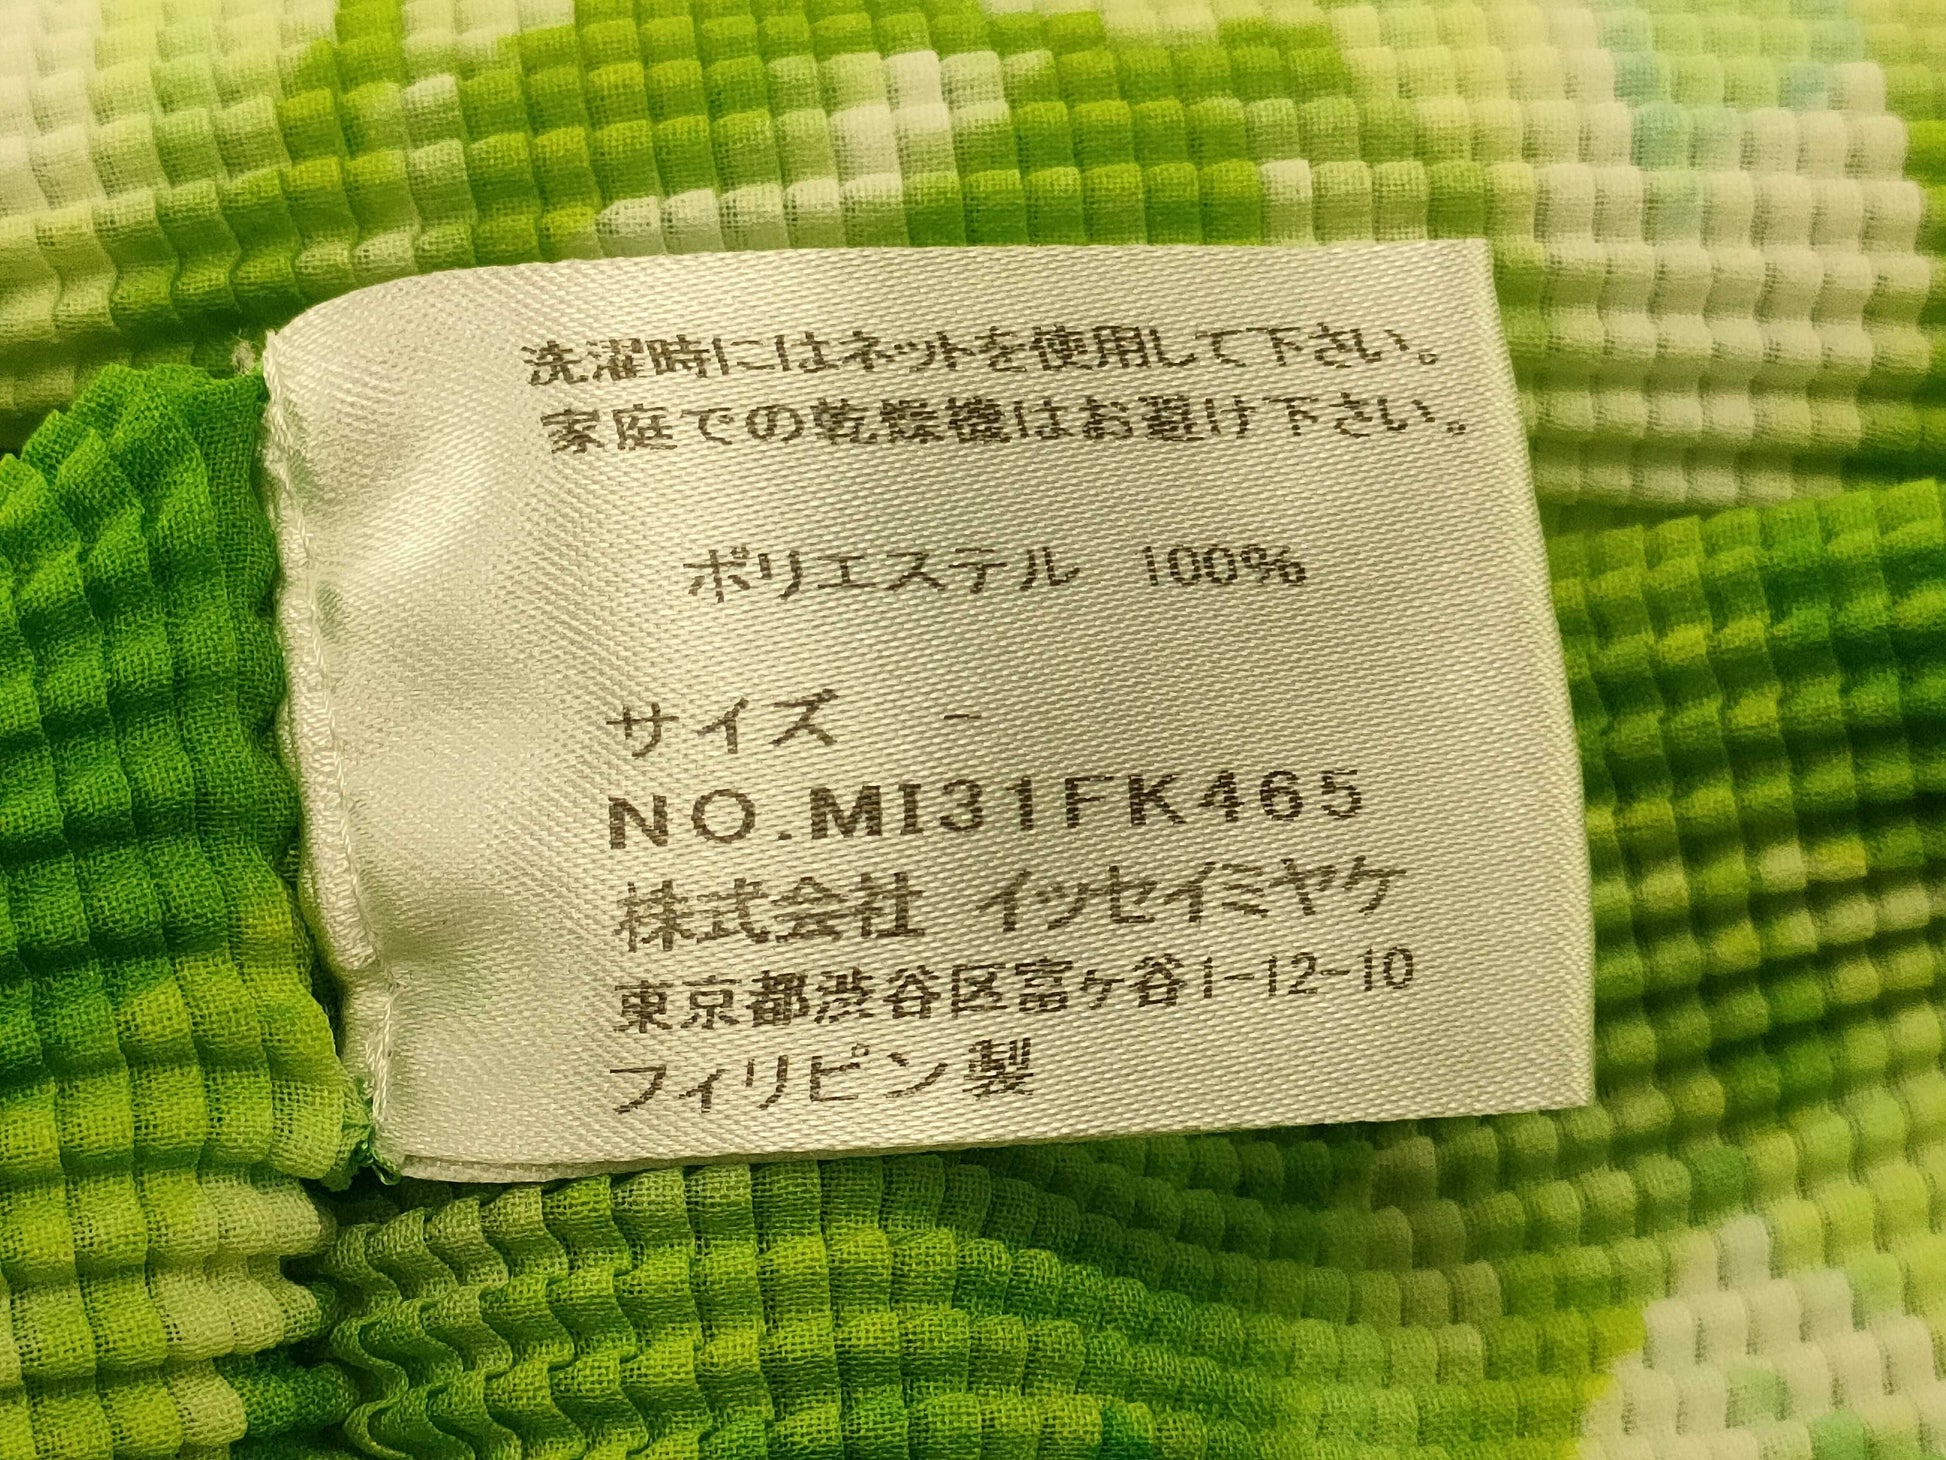 洗濯時にはネットを使用して下さい。
家庭での乾燥機はお避け下さい。
ポリエステル 100%
サイズ -
NO.MI31FK465
株式会社 イッセイミヤケ
東京都渋谷区富ヶ谷1-12-10
フィリピン製